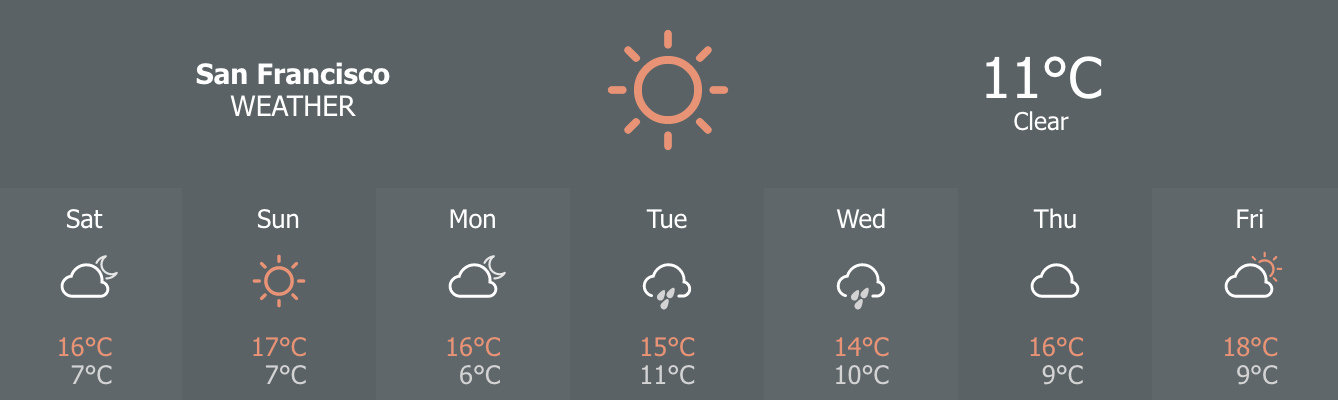 San Francisco
WEATHER
11°C
Clear
Sat
16°C
7°C
Sun
17°C
7°C
Mon
16°C
6°C
Tue
15°C
11°C
Wed
14°C
10°C
Thu
16°C
9°C
Fri
18°C
9°C